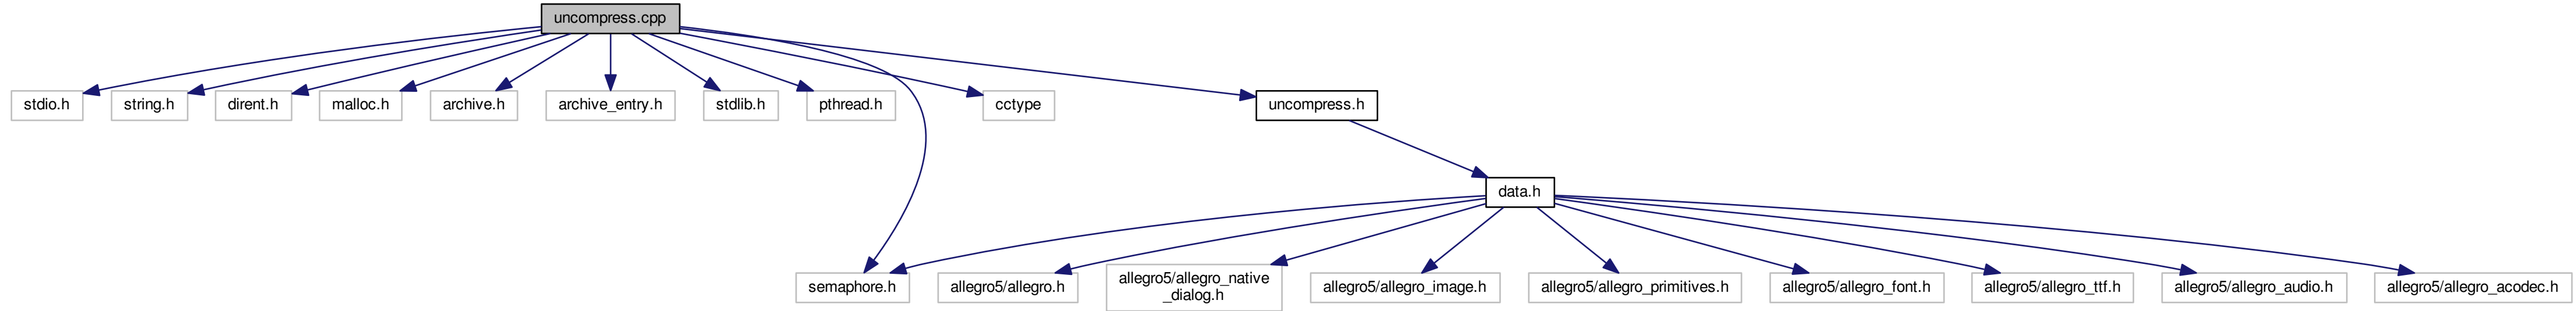 uncompress.cpp
stdio.h
string.h
dirent.h
malloc.h
archive.h
archive_entry.h
stdlib.h
pthread.h
cctype
uncompress.h
data.h
semaphore.h
allegro5/allegro.h
allegro5/allegro_native
_dialog.h
allegro5/allegro_image.h
allegro5/allegro_primitives.h
allegro5/allegro_font.h
allegro5/allegro_ttf.h
allegro5/allegro_audio.h
allegro5/allegro_acodec.h